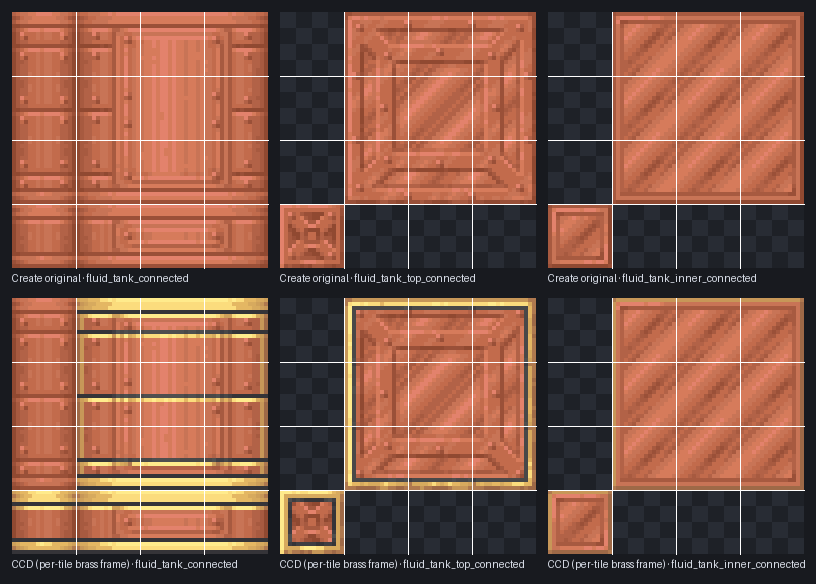 Create original · fluid_tank_connected
Create original · fluid_tank_top_connected
Create original · fluid_tank_inner_connected
CCD (per-tile brass frame) · fluid_tank_connected
CCD (per-tile brass frame) · fluid_tank_top_connected
CCD (per-tile brass frame) · fluid_tank_inner_connected